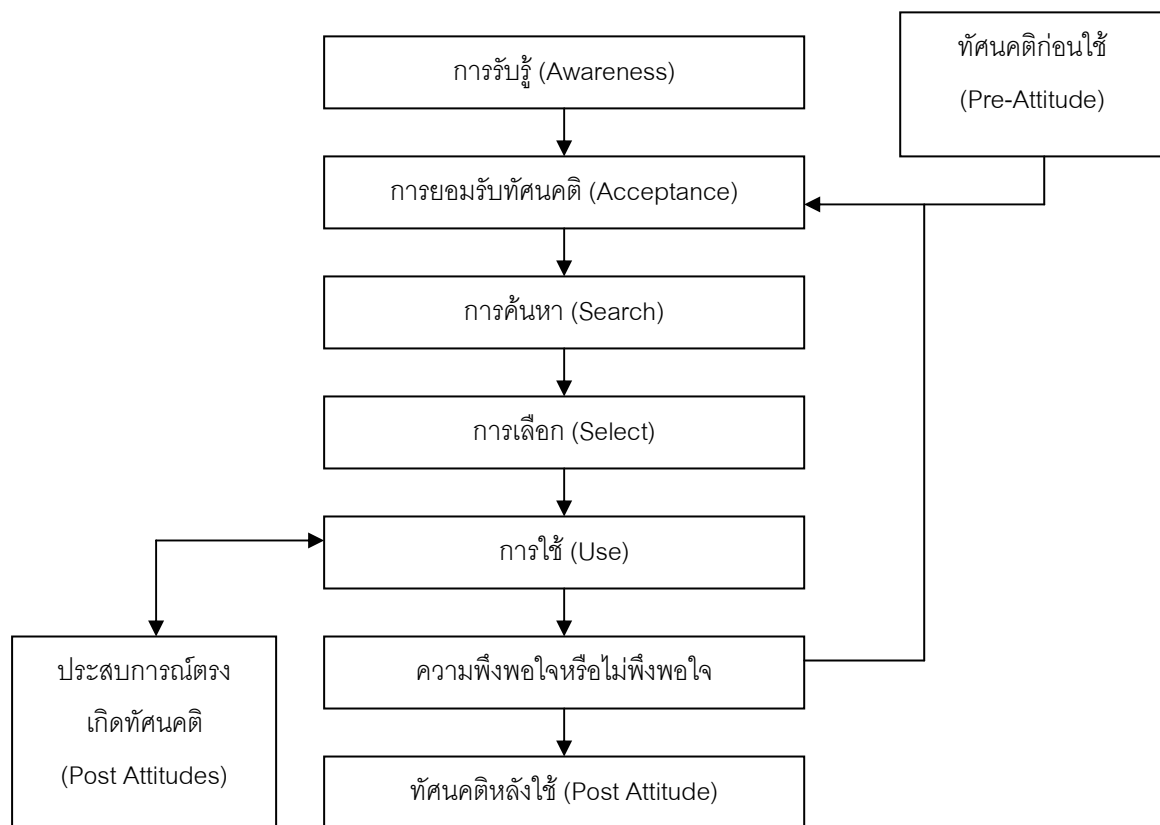 การรับรู้ (Awareness)
ทัศนคติก่อนใช้
(Pre-Attitude)
การยอมรับทัศนคติ (Acceptance)
การค้นหา (Search)
การเลือก (Select)
การใช้ (Use)
ประสบการณ์ตรง
เกิดทัศนคติ
(Post Attitudes)
ความพึงพอใจหรือไม่พึงพอใจ
ทัศนคติหลังใช้ (Post Attitude)